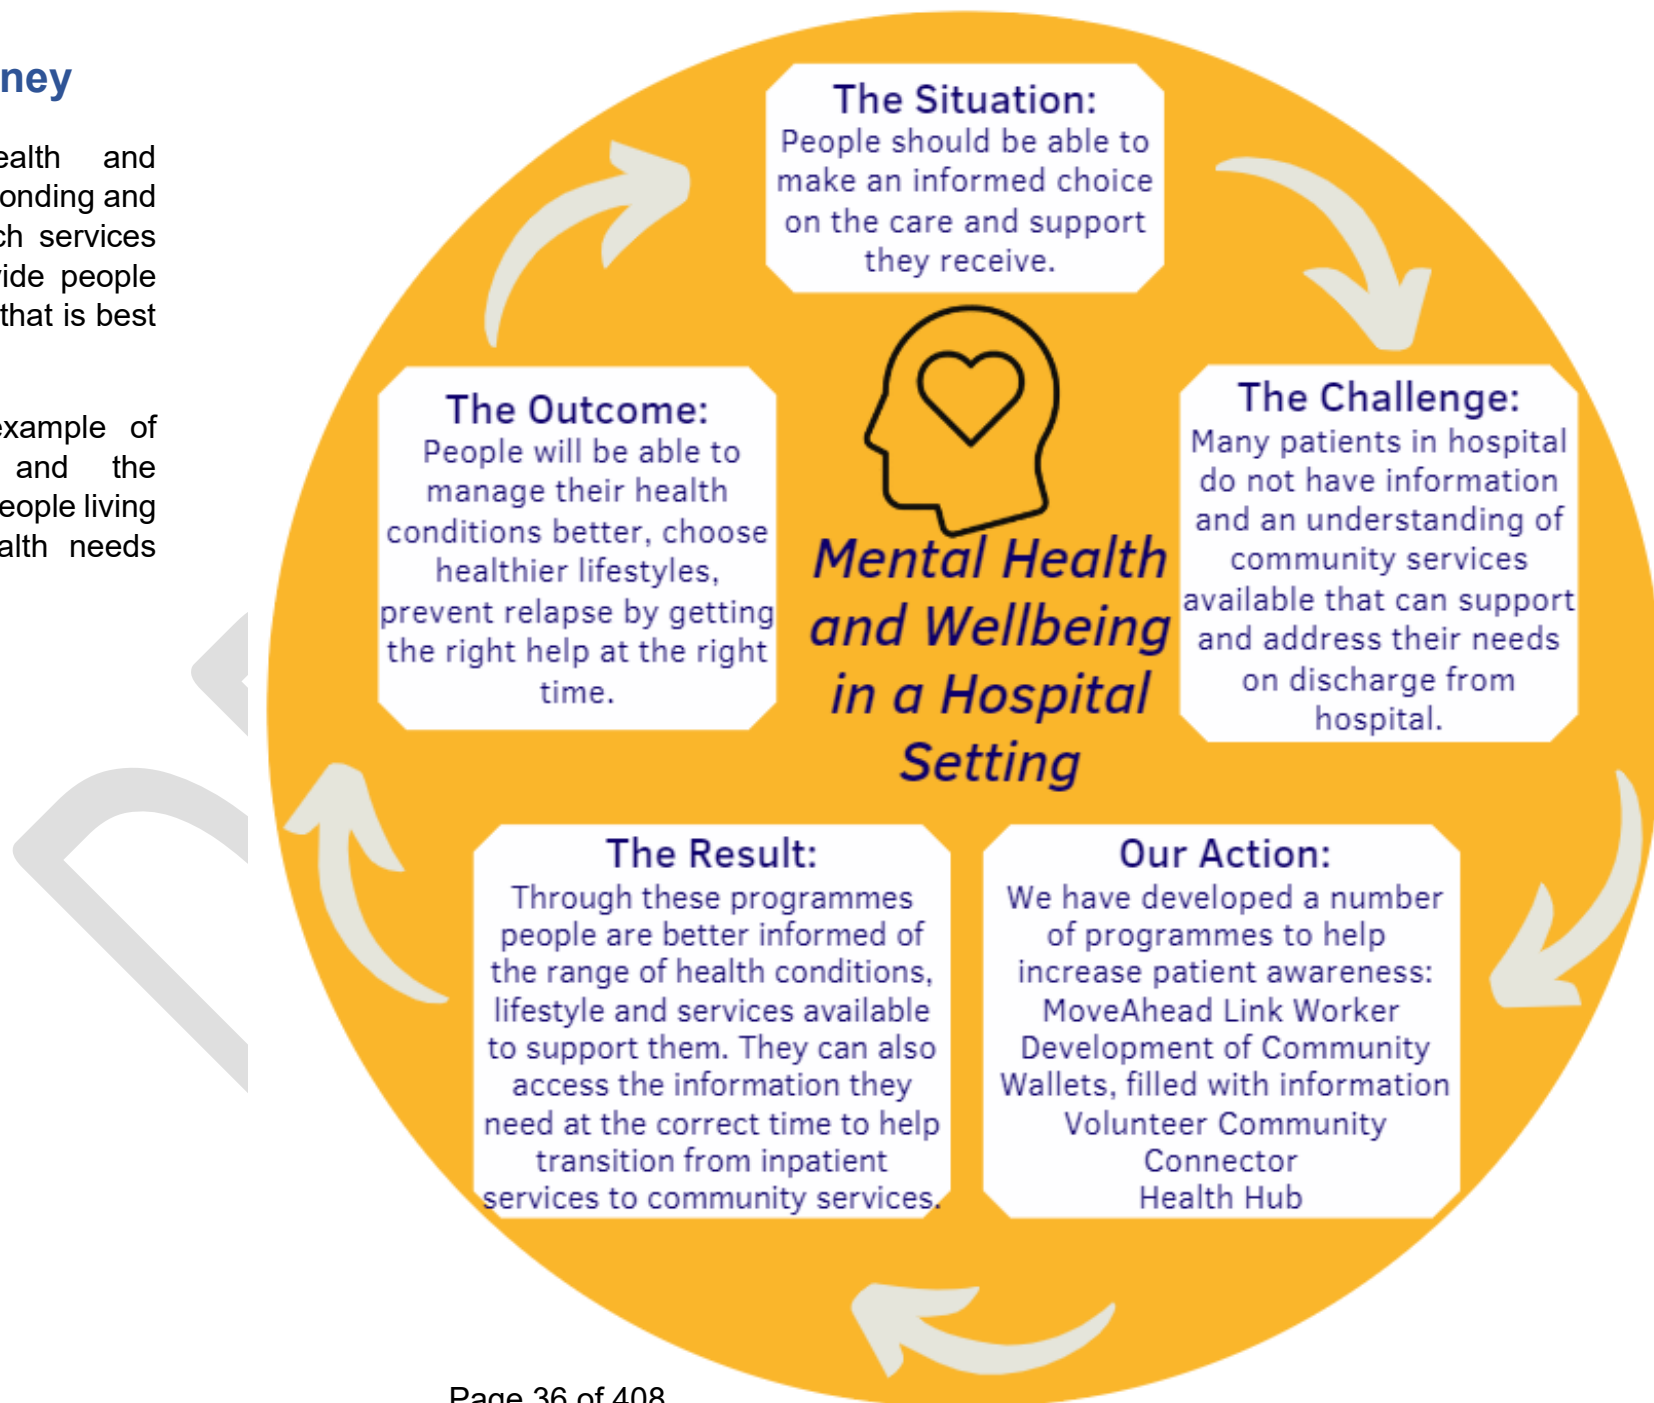 ney
ealth and
onding and
ch services
vide people
that is best
example of
and the
eople living
alth needs
The Situation:
People should be able to
make an informed choice
on the care and support
they receive.
The Challenge:
Many patients in hospital
do not have information
and an understanding of
community services
available that can support
and address their needs
on discharge from
hospital.
Our Action:
We have developed a number
of programmes to help
increase patient awareness:
MoveAhead Link Worker
Development of Community
Wallets, filled with information
Volunteer Community
Connector
Health Hub
The Result:
Through these programmes
people are better informed of
the range of health conditions,
lifestyle and services available
to support them. They can also
access the information they
need at the correct time to help
transition from inpatient
services to community services.
The Outcome:
People will be able to
manage their health
conditions better, choose
healthier lifestyles,
prevent relapse by getting
the right help at the right
time.
Mental Health
and Wellbeing
in a Hospital
Setting
Page 36 of 408